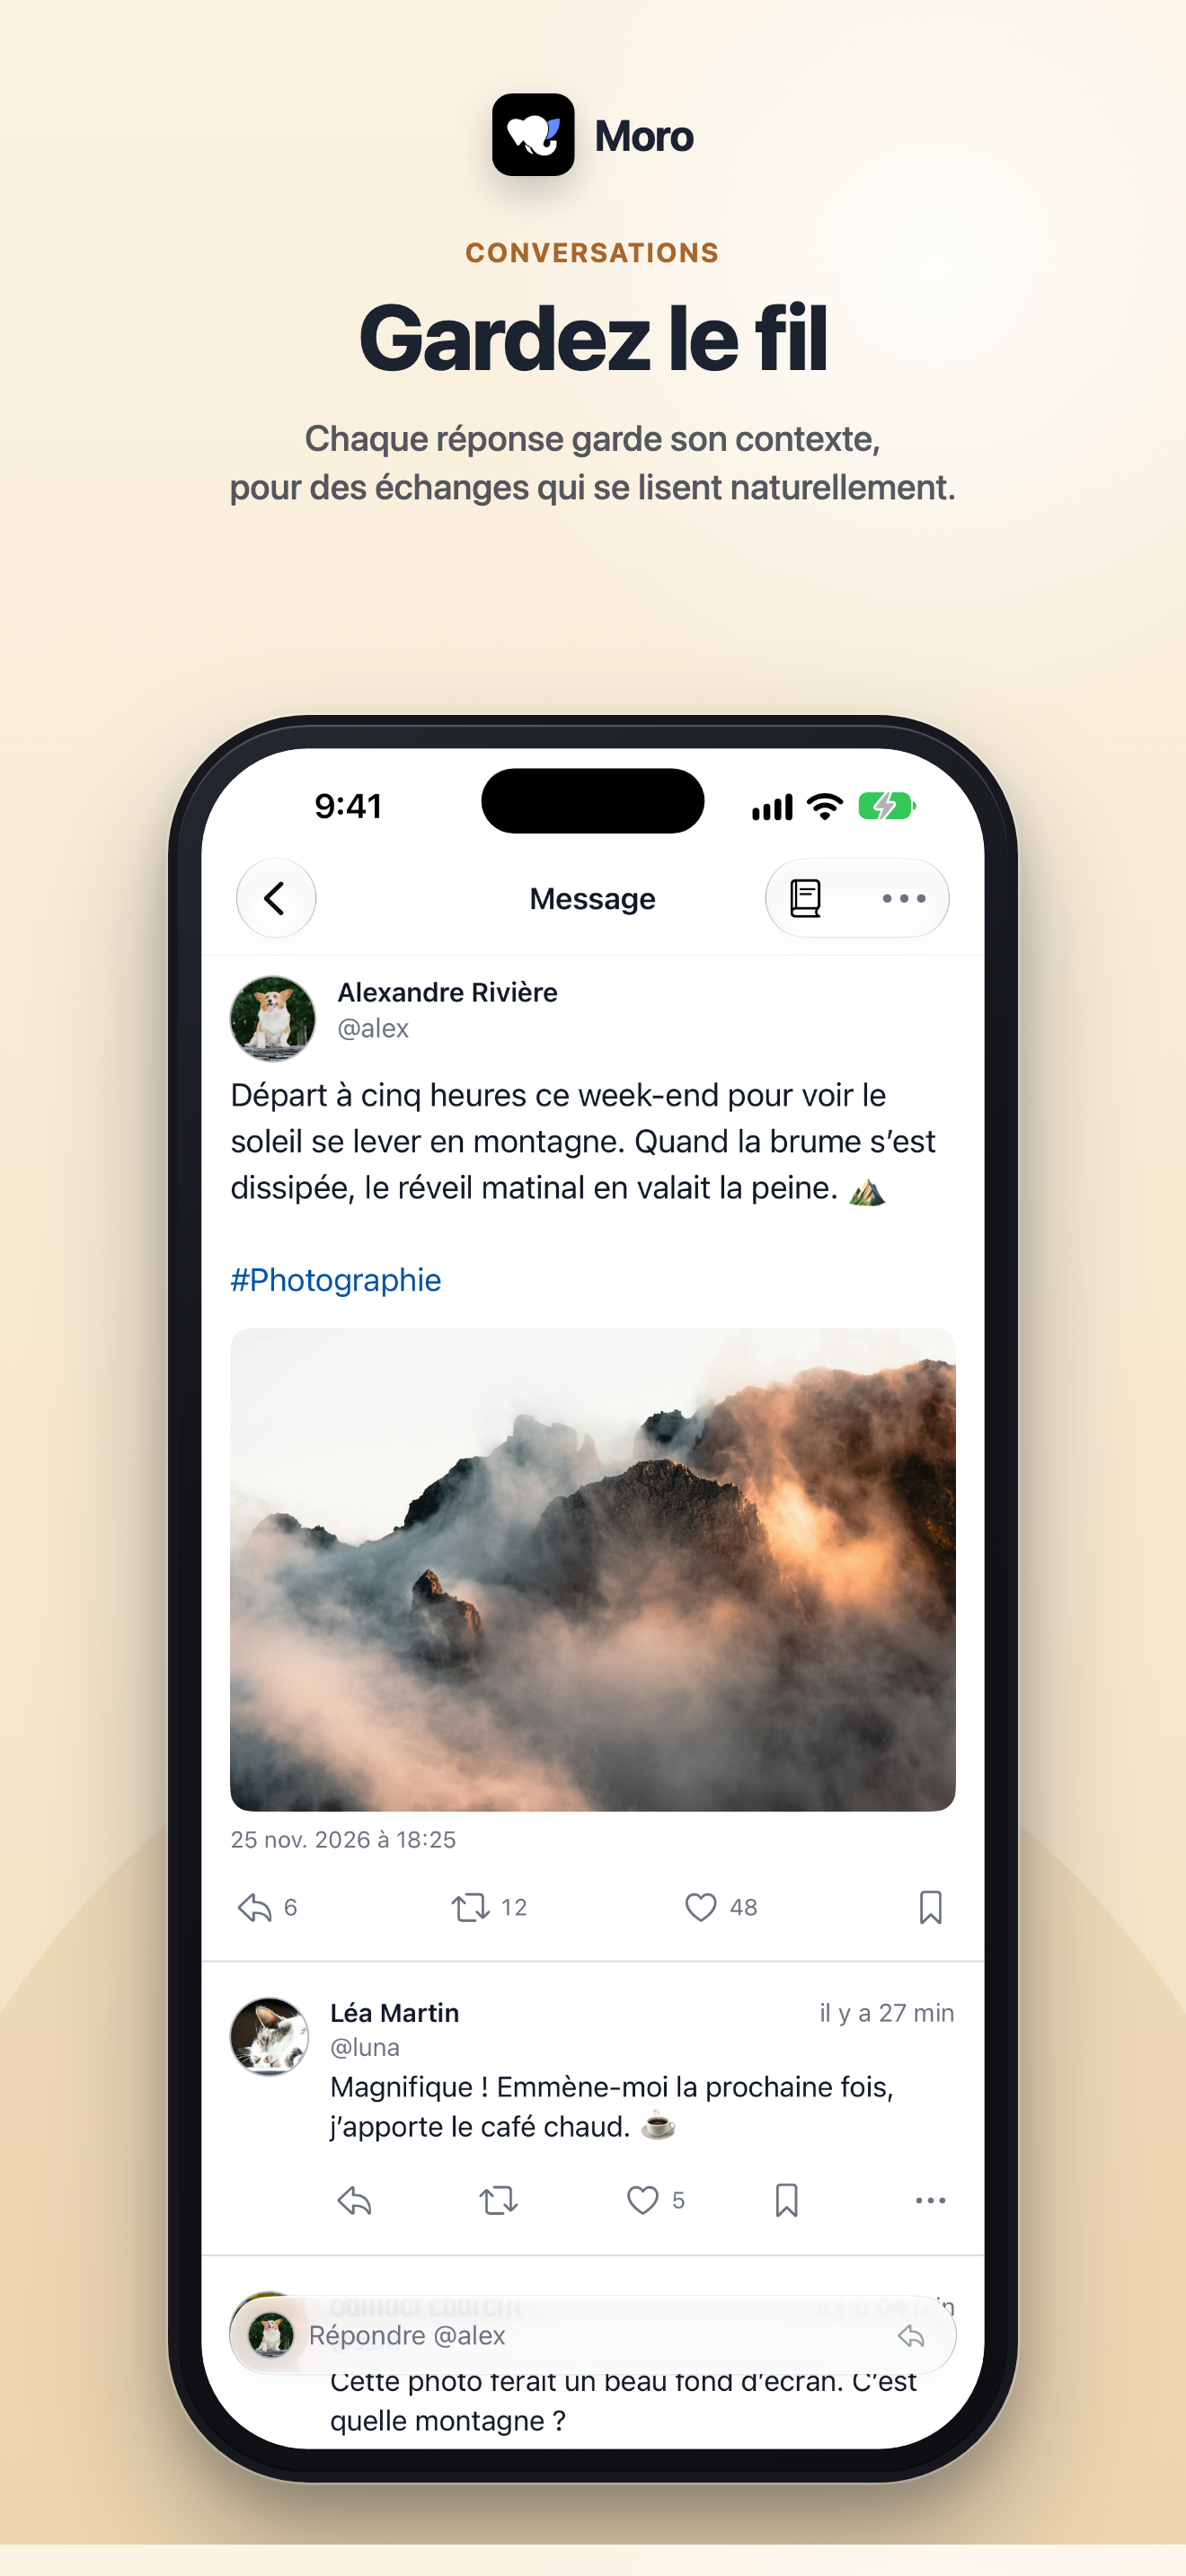 Moro
CONVERSATIONS
Gardez le fil
Chaque réponse garde son contexte,
pour des échanges qui se lisent naturellement.
9:41
Message
Alexandre Rivière
@alex
Départ à cinq heures ce week-end pour voir le
soleil se lever en montagne. Quand la brume s’est
dissipée, le réveil matinal en valait la peine. ⛰️
#Photographie
25 nov. 2026 à 18:25
6 12 48
Léa Martin il y a 27 min
@luna
Magnifique ! Emmène-moi la prochaine fois,
j’apporte le café chaud. ☕
5
Répondre @alex
Cette photo ferait un beau fond d’écran. C’est
quelle montagne ?